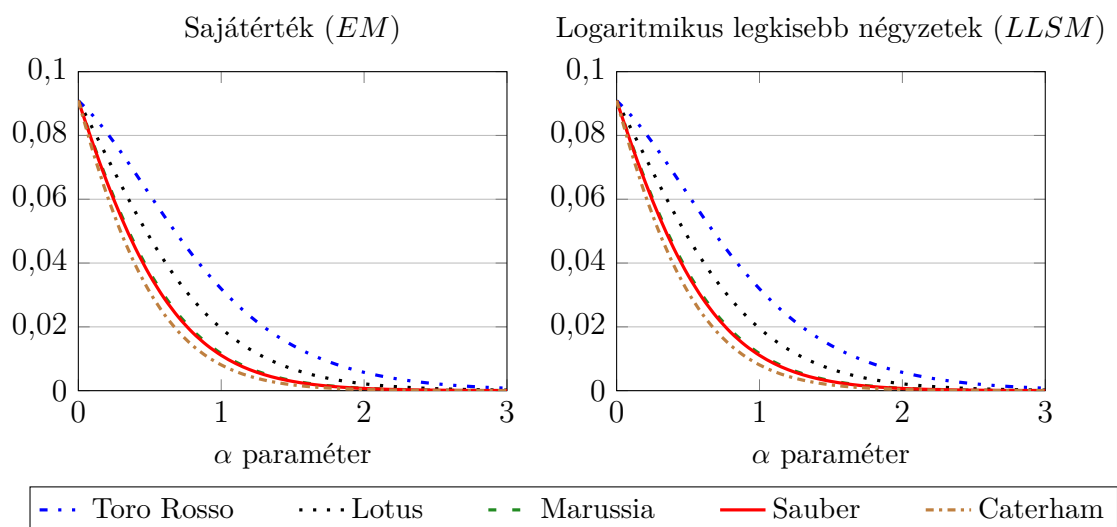 Sajátérték (EM)
0,1
0,08
0,06
0,04
0,02
0
0 1 2 3
α paraméter
Logaritmikus legkisebb négyzetek (LLSM)
0,1
0,08
0,06
0,04
0,02
0
0 1 2 3
α paraméter
Toro Rosso Lotus Marussia Sauber Caterham